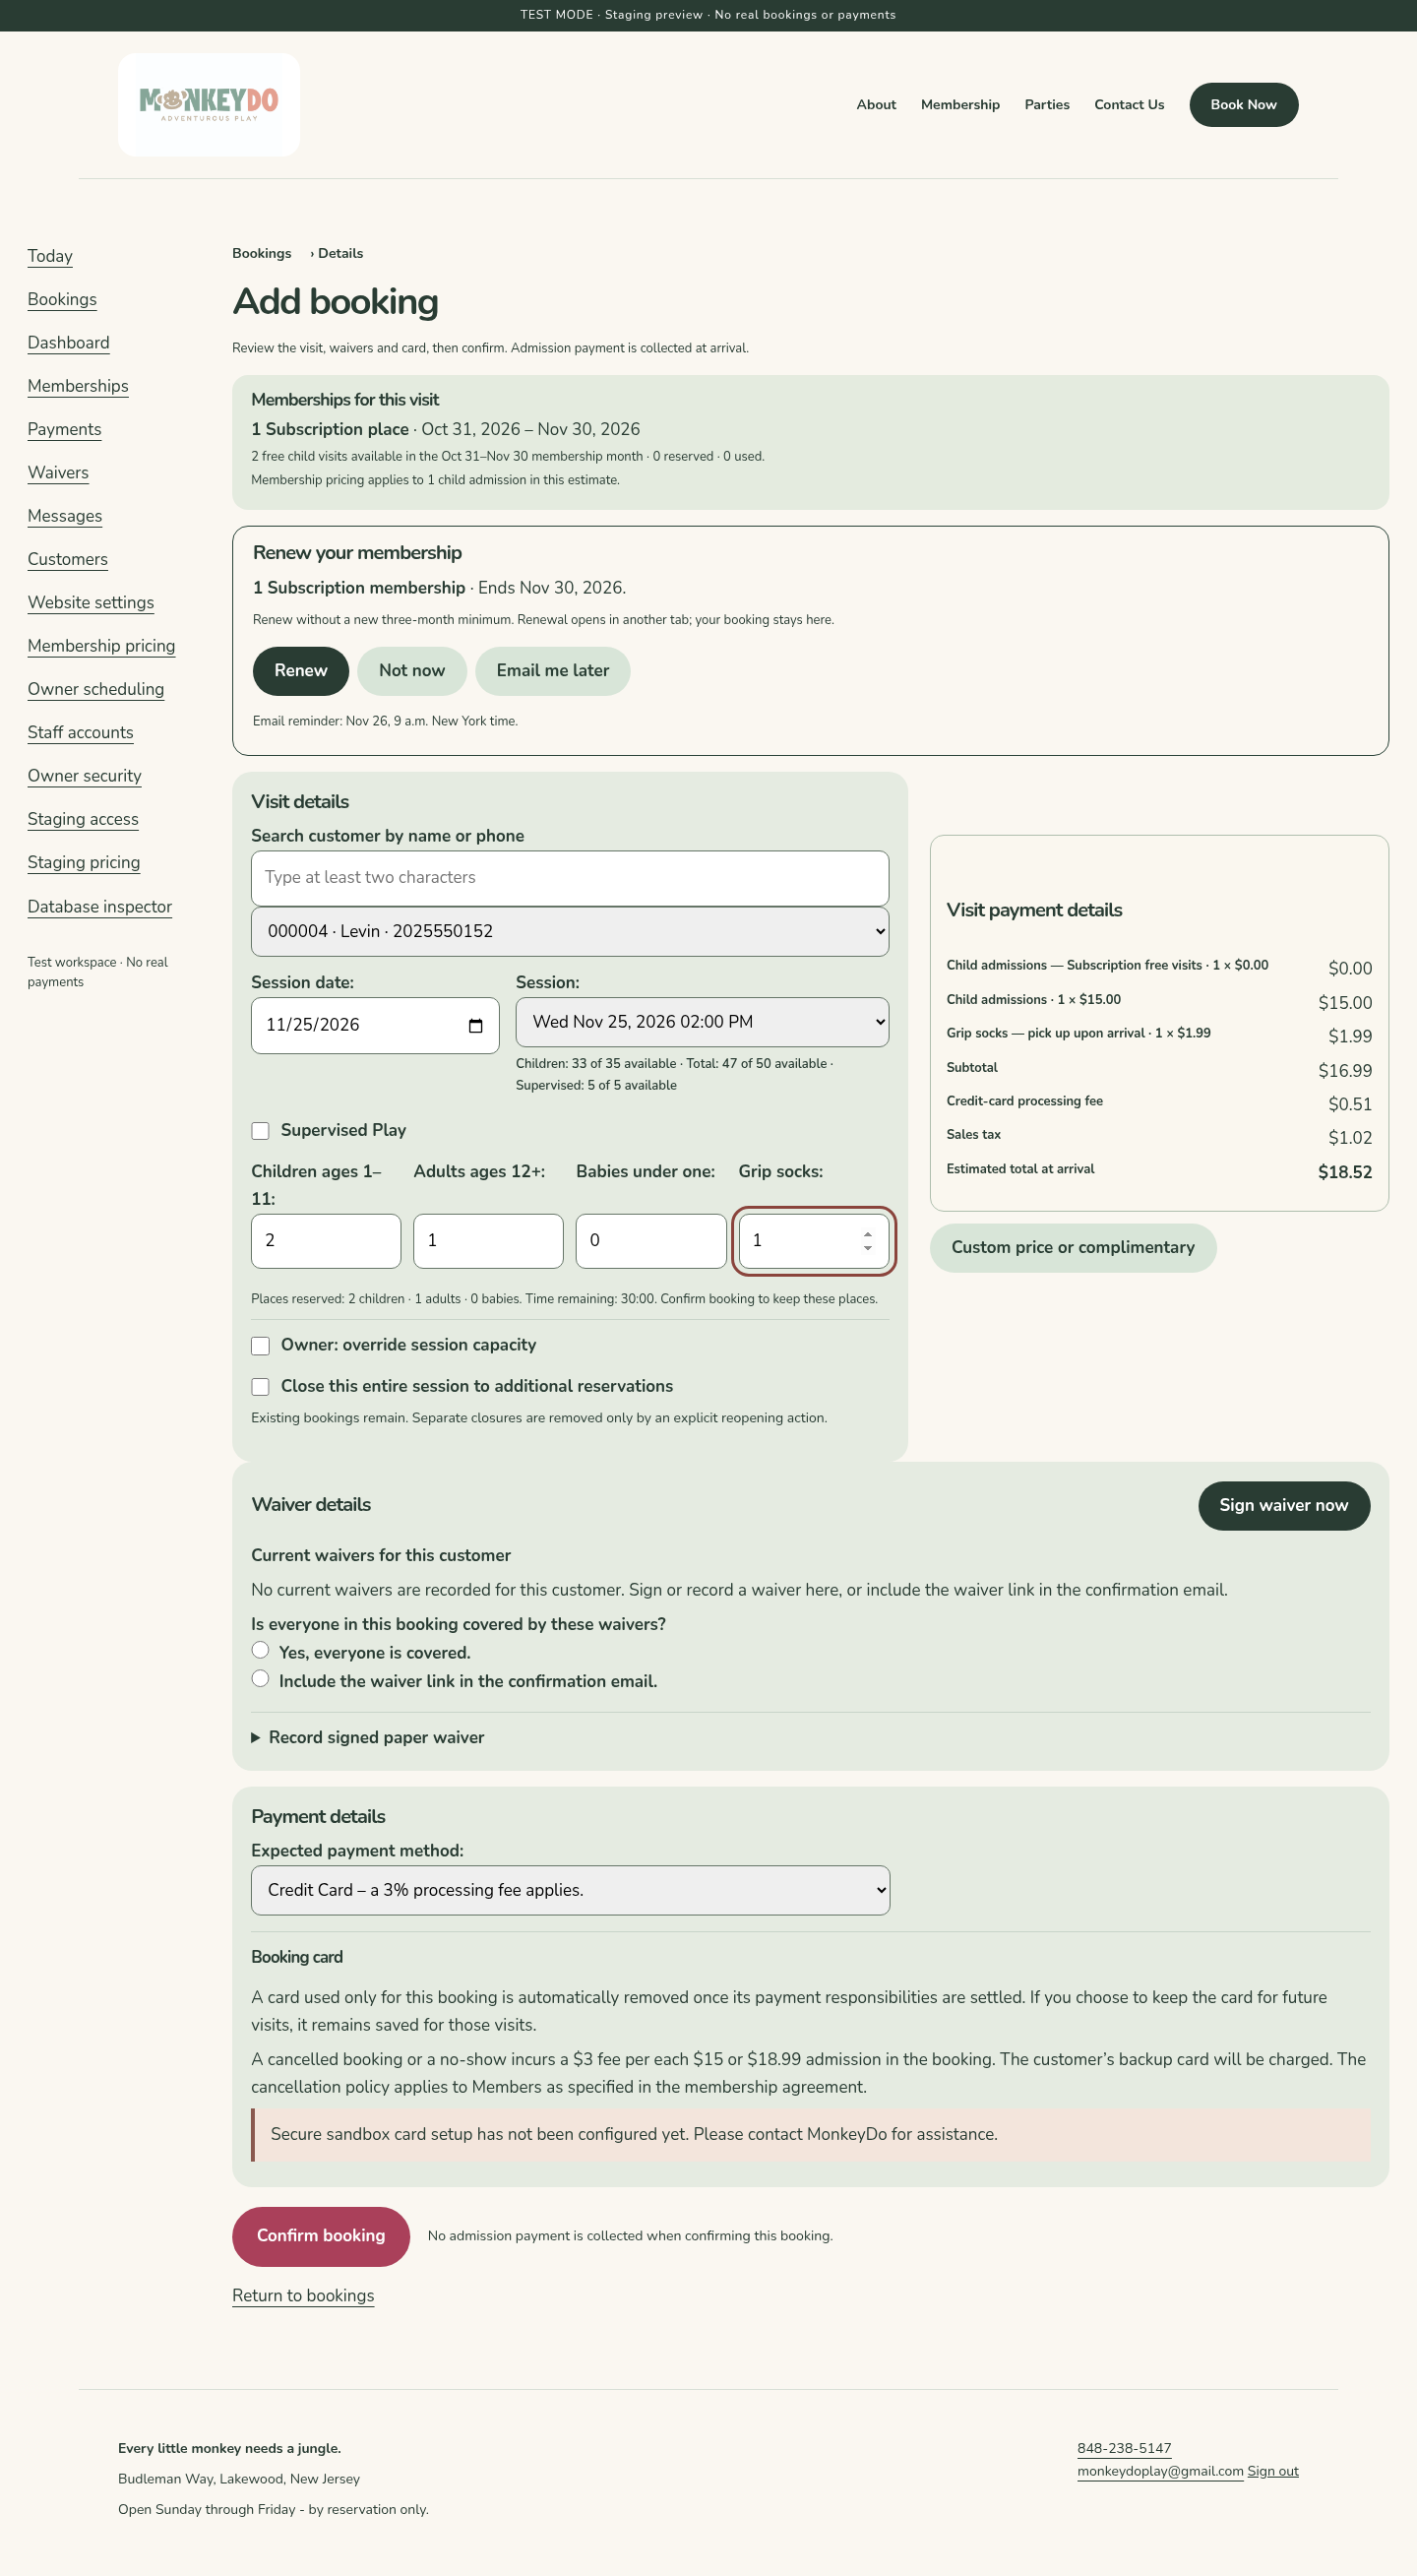 TEST MODE · Staging preview · No real bookings or payments
MONKEYDO
ADVENTUROUS PLAY
About Membership Parties Contact Us Book Now
Today
Bookings
Dashboard
Memberships
Payments
Waivers
Messages
Customers
Website settings
Membership pricing
Owner scheduling
Staff accounts
Owner security
Staging access
Staging pricing
Database inspector
Test workspace · No real
payments
Bookings › Details
Add booking
Review the visit, waivers and card, then confirm. Admission payment is collected at arrival.
Memberships for this visit
1 Subscription place · Oct 31, 2026 – Nov 30, 2026
2 free child visits available in the Oct 31–Nov 30 membership month · 0 reserved · 0 used.
Membership pricing applies to 1 child admission in this estimate.
Renew your membership
1 Subscription membership · Ends Nov 30, 2026.
Renew without a new three-month minimum. Renewal opens in another tab; your booking stays here.
Renew Not now Email me later
Email reminder: Nov 26, 9 a.m. New York time.
Visit details
Search customer by name or phone
Type at least two characters
000004 · Levin · 2025550152
Session date: Session:
11/25/2026 Wed Nov 25, 2026 02:00 PM
Children: 33 of 35 available · Total: 47 of 50 available ·
Supervised: 5 of 5 available
Supervised Play
Children ages 1–
11:
Adults ages 12+: Babies under one: Grip socks:
2 1 0 1
Places reserved: 2 children · 1 adults · 0 babies. Time remaining: 30:00. Confirm booking to keep these places.
Owner: override session capacity
Close this entire session to additional reservations
Existing bookings remain. Separate closures are removed only by an explicit reopening action.
Visit payment details
Child admissions — Subscription free visits · 1 × $0.00 $0.00
Child admissions · 1 × $15.00 $15.00
Grip socks — pick up upon arrival · 1 × $1.99 $1.99
Subtotal $16.99
Credit-card processing fee $0.51
Sales tax $1.02
Estimated total at arrival $18.52
Custom price or complimentary
Waiver details Sign waiver now
Current waivers for this customer
No current waivers are recorded for this customer. Sign or record a waiver here, or include the waiver link in the confirmation email.
Is everyone in this booking covered by these waivers?
Yes, everyone is covered.
Include the waiver link in the confirmation email.
Record signed paper waiver
Payment details
Expected payment method:
Credit Card – a 3% processing fee applies.
Booking card
A card used only for this booking is automatically removed once its payment responsibilities are settled. If you choose to keep the card for future
visits, it remains saved for those visits.
A cancelled booking or a no-show incurs a $3 fee per each $15 or $18.99 admission in the booking. The customer’s backup card will be charged. The
cancellation policy applies to Members as specified in the membership agreement.
Secure sandbox card setup has not been configured yet. Please contact MonkeyDo for assistance.
Confirm booking No admission payment is collected when confirming this booking.
Return to bookings
Every little monkey needs a jungle.
Budleman Way, Lakewood, New Jersey
Open Sunday through Friday - by reservation only.
848-238-5147
monkeydoplay@gmail.com Sign out